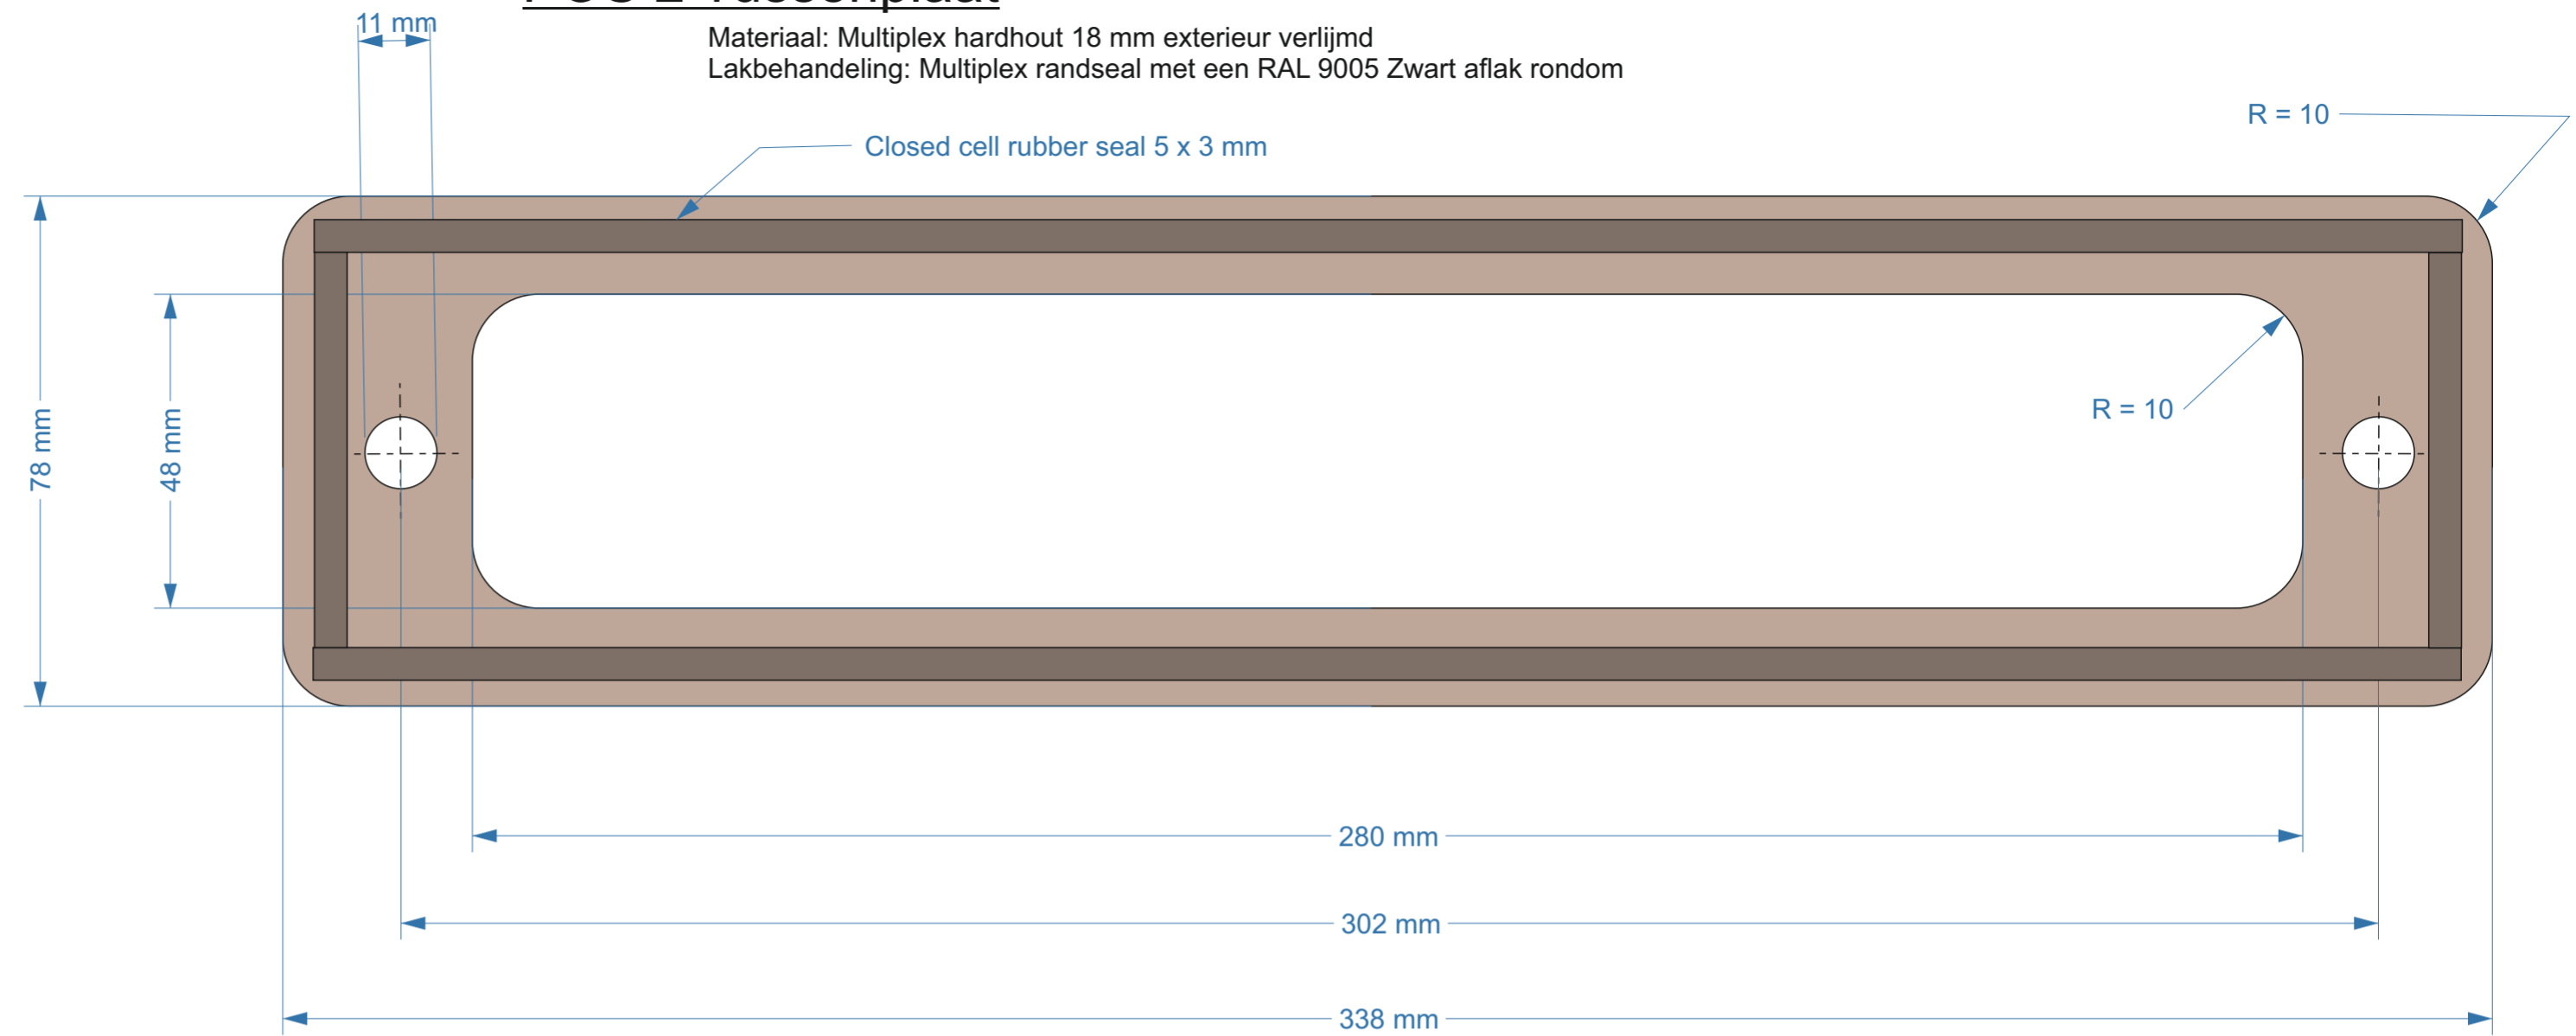 Tussenplaat
11 mm
Materiaal: Multiplex hardhout 18 mm exterieur verlijmd
Lakbehandeling: Multiplex randseal met een RAL 9005 Zwart aflak rondom
R = 10
Closed cell rubber seal 5 x 3 mm
78 mm
48 mm
R = 10
280 mm
302 mm
338 mm